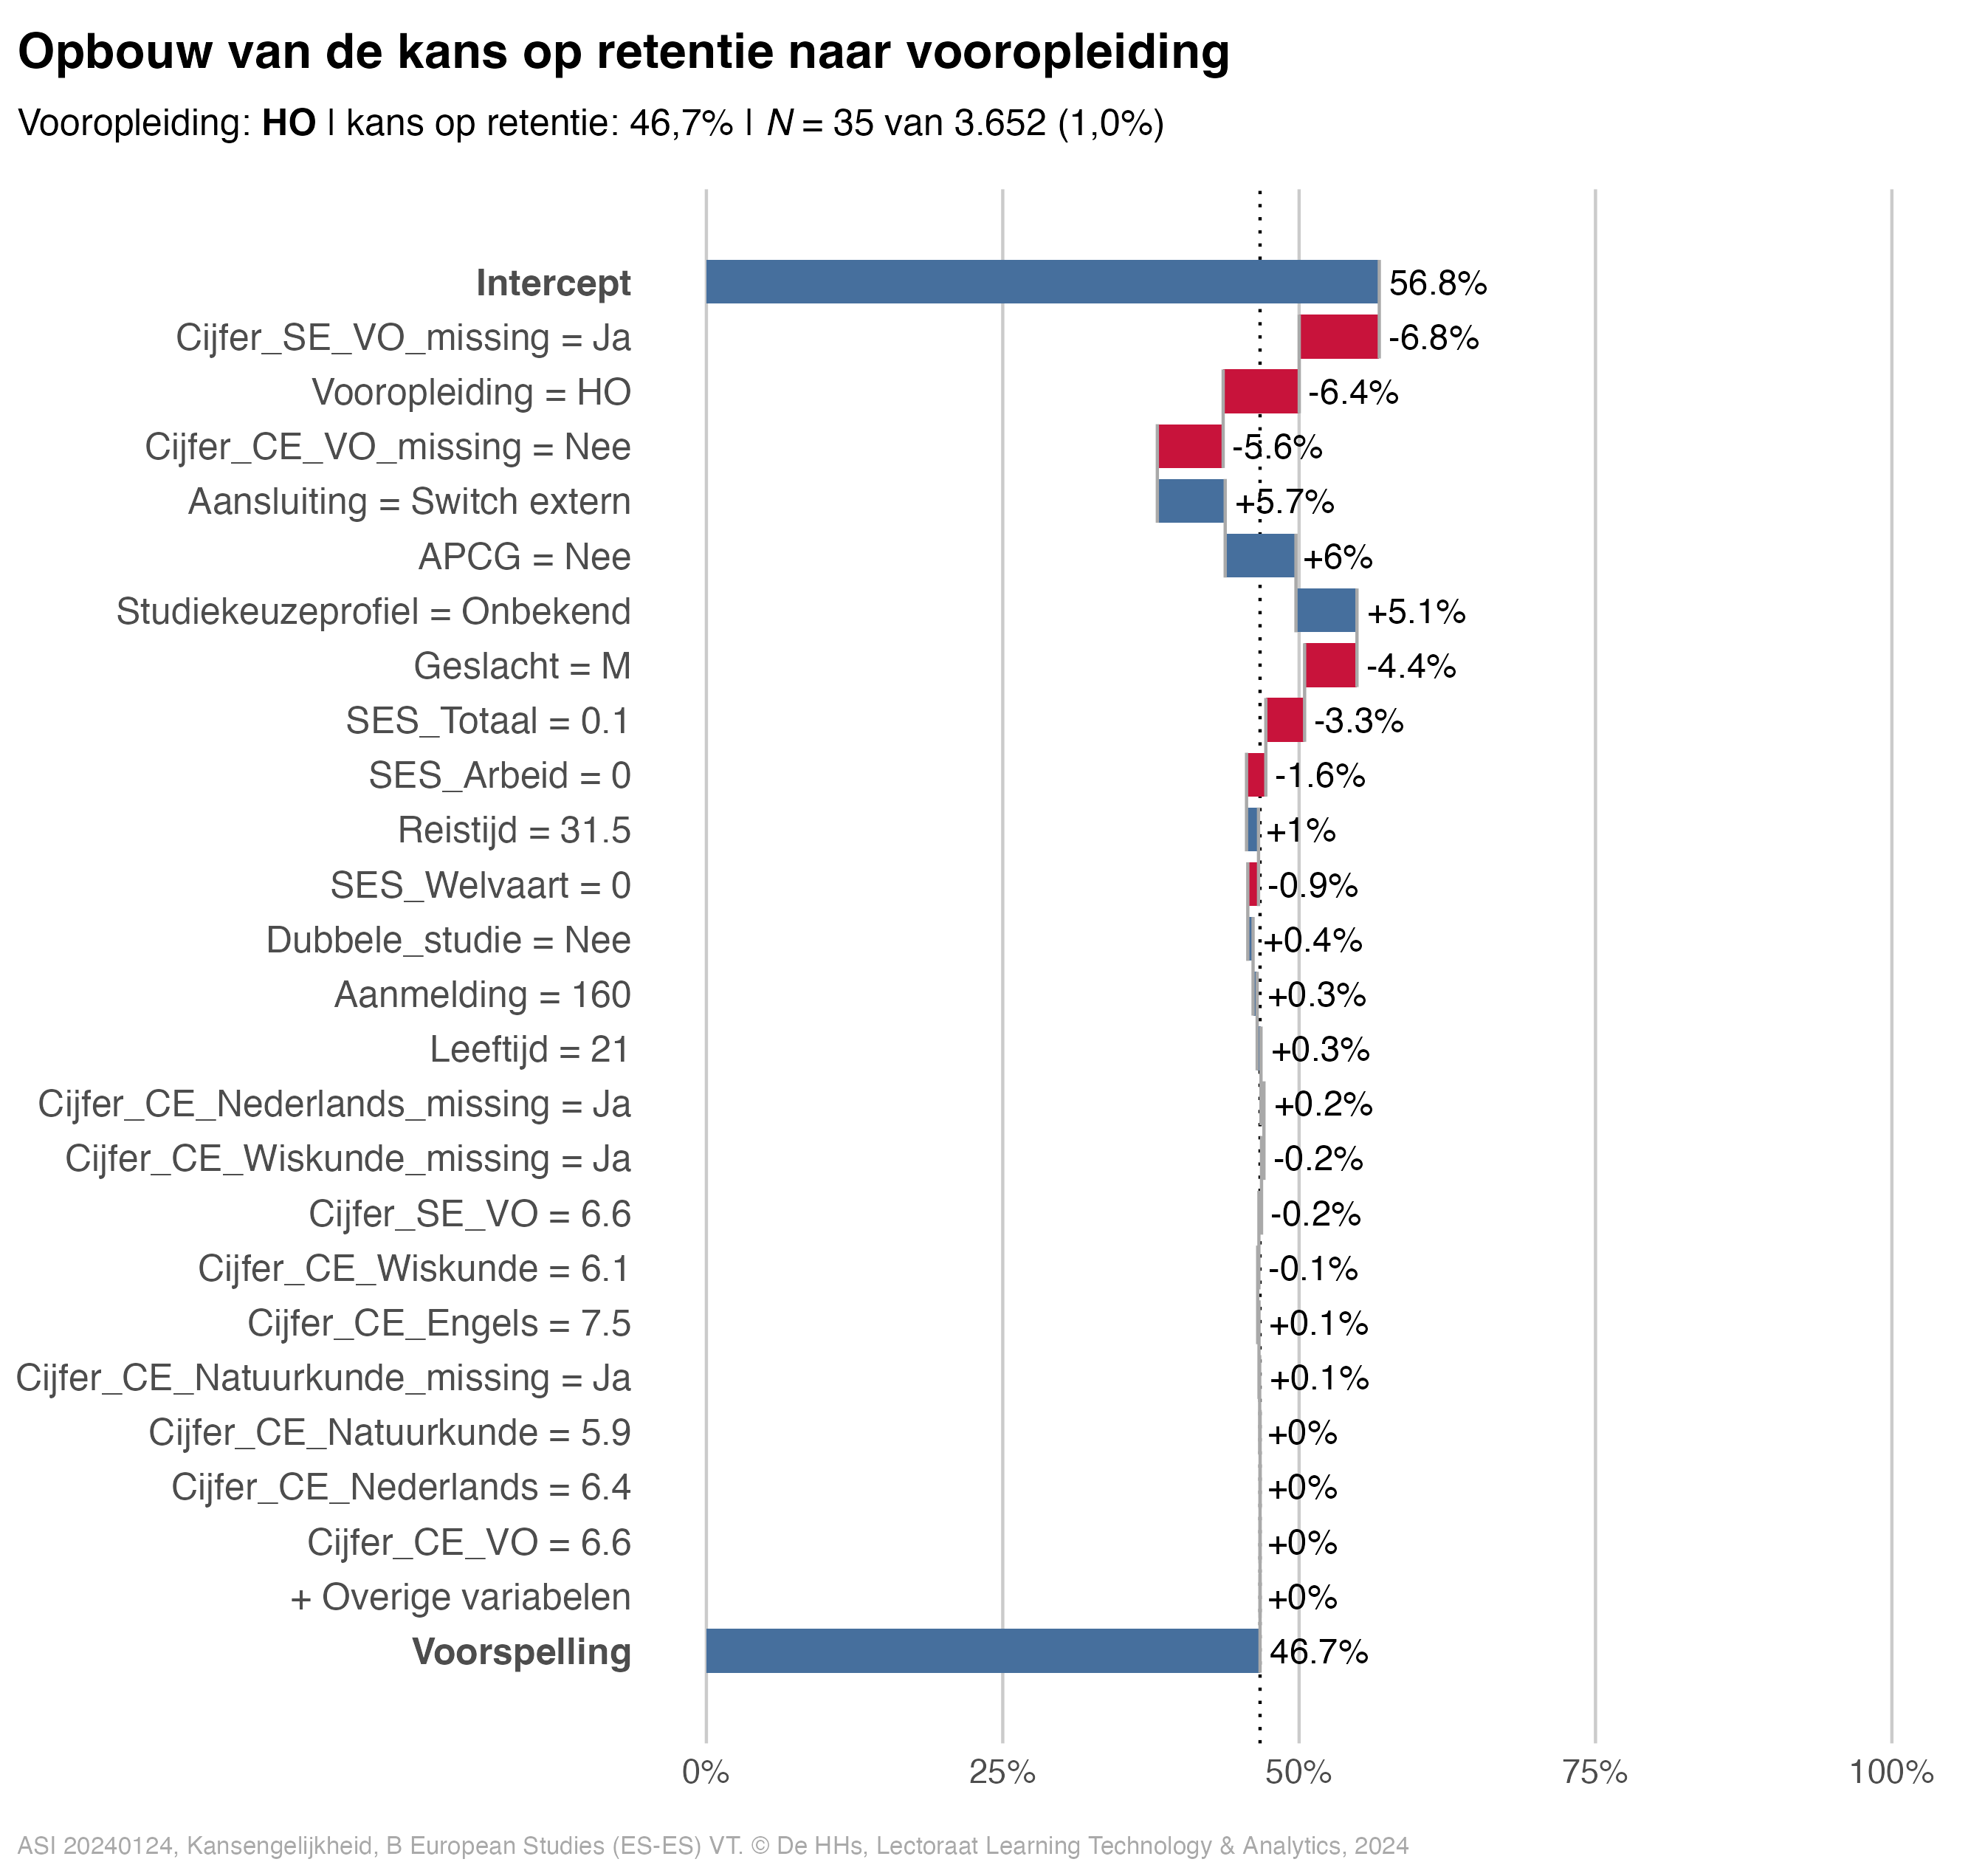 Opbouw van de kans op retentie naar vooropleiding
Vooropleiding: HO | kans op retentie: 46,7% | N = 35 van 3.652 (1,0%)
Intercept 56.8%
Cijfer_SE_VO_missing = Ja -6.8%
Vooropleiding = HO -6.4%
Cijfer_CE_VO_missing = Nee -5.6%
Aansluiting = Switch extern +5.7%
APCG = Nee +6%
Studiekeuzeprofiel = Onbekend +5.1%
Geslacht = M -4.4%
SES_Totaal = 0.1 -3.3%
SES_Arbeid = 0 -1.6%
Reistijd = 31.5 +1%
SES_Welvaart = 0 -0.9%
Dubbele_studie = Nee +0.4%
Aanmelding = 160 +0.3%
Leeftijd = 21 +0.3%
Cijfer_CE_Nederlands_missing = Ja +0.2%
Cijfer_CE_Wiskunde_missing = Ja -0.2%
Cijfer_SE_VO = 6.6 -0.2%
Cijfer_CE_Wiskunde = 6.1 -0.1%
Cijfer_CE_Engels = 7.5 +0.1%
Cijfer_CE_Natuurkunde_missing = Ja +0.1%
Cijfer_CE_Natuurkunde = 5.9 +0%
Cijfer_CE_Nederlands = 6.4 +0%
Cijfer_CE_VO = 6.6 +0%
+ Overige variabelen +0%
Voorspelling 46.7%
0% 25% 50% 75% 100%
ASI 20240124, Kansengelijkheid, B European Studies (ES-ES) VT. © De HHs, Lectoraat Learning Technology & Analytics, 2024